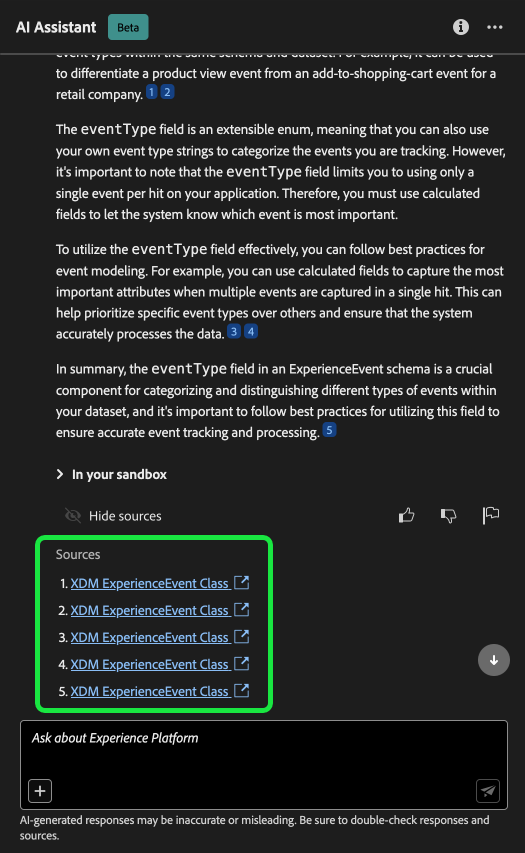 AI Assistant Beta
event types within the same schema and dataset. For example, it can be used
to differentiate a product view event from an add-to-shopping-cart event for a
retail company. 1 2
The eventType field is an extensible enum, meaning that you can also use
your own event type strings to categorize the events you are tracking. However,
it's important to note that the eventType field limits you to using only a
single event per hit on your application. Therefore, you must use calculated
fields to let the system know which event is most important.
To utilize the eventType field effectively, you can follow best practices for
event modeling. For example, you can use calculated fields to capture the most
important attributes when multiple events are captured in a single hit. This can
help prioritize specific event types over others and ensure that the system
accurately processes the data. 3 4
In summary, the eventType field in an ExperienceEvent schema is a crucial
component for categorizing and distinguishing different types of events within
your dataset, and it's important to follow best practices for utilizing this field to
ensure accurate event tracking and processing. 5
In your sandbox
Hide sources
Sources
1. XDM ExperienceEvent Class
2. XDM ExperienceEvent Class
3. XDM ExperienceEvent Class
4. XDM ExperienceEvent Class
5. XDM ExperienceEvent Class
Ask about Experience Platform
AI-generated responses may be inaccurate or misleading. Be sure to double-check responses and
sources.